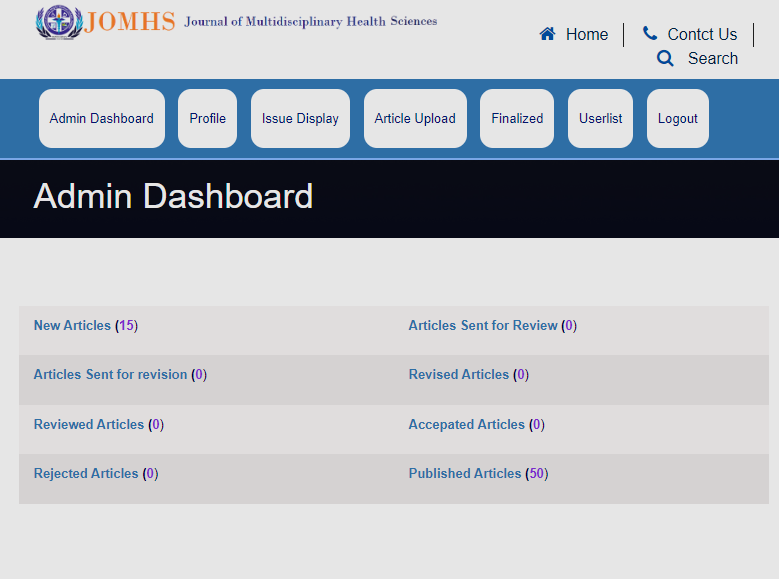 JOMHS Journal of Multidisciplinary Health Sciences
Home
Contct Us
Search
Admin Dashboard
Profile
Issue Display
Article Upload
Finalized
Userlist
Logout
Admin Dashboard
New Articles (15)
Articles Sent for Review (0)
Articles Sent for revision (0)
Revised Articles (0)
Reviewed Articles (0)
Accepated Articles (0)
Rejected Articles (0)
Published Articles (50)